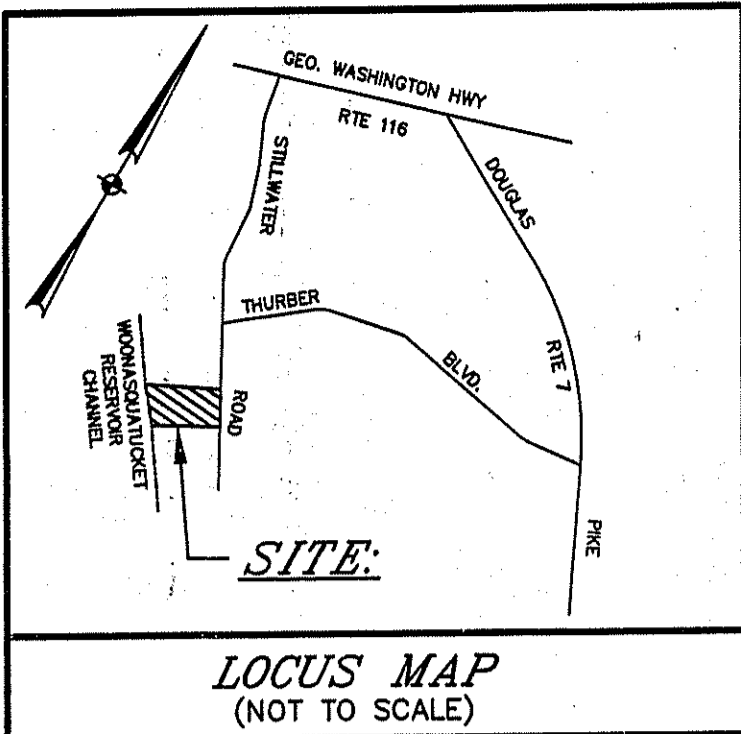 GEO. WASHINGTON HWY
RTE 116
STILLWATER
DOUGLAS
THURBER
BLVD.
RTE 7
WOONASQUATUCKET
RESERVOIR
CHANNEL
ROAD
PIKE
SITE:
LOCUS MAP
(NOT TO SCALE)